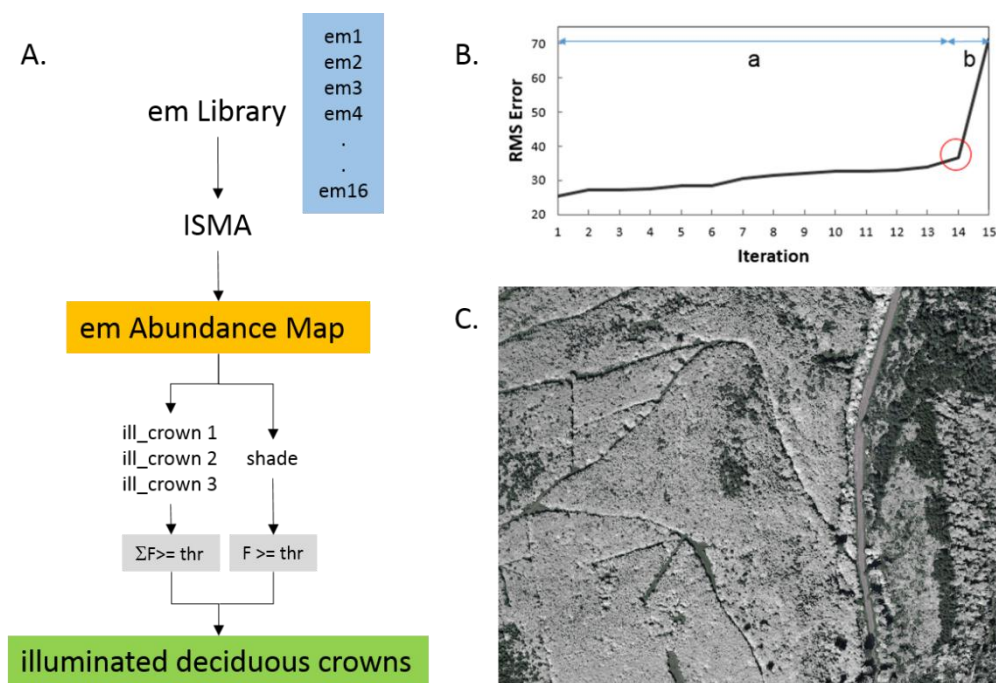 A.
em1
em2
em3
em4
.
.
em16
em Library
ISMA
em Abundance Map
ill_crown 1
ill_crown 2
ill_crown 3
shade
ΣF>= thr
F >= thr
illuminated deciduous crowns
B.
RMS Error
70
60
50
40
30
20
a
b
1 2 3 4 5 6 7 8 9 10 11 12 13 14 15
Iteration
C.